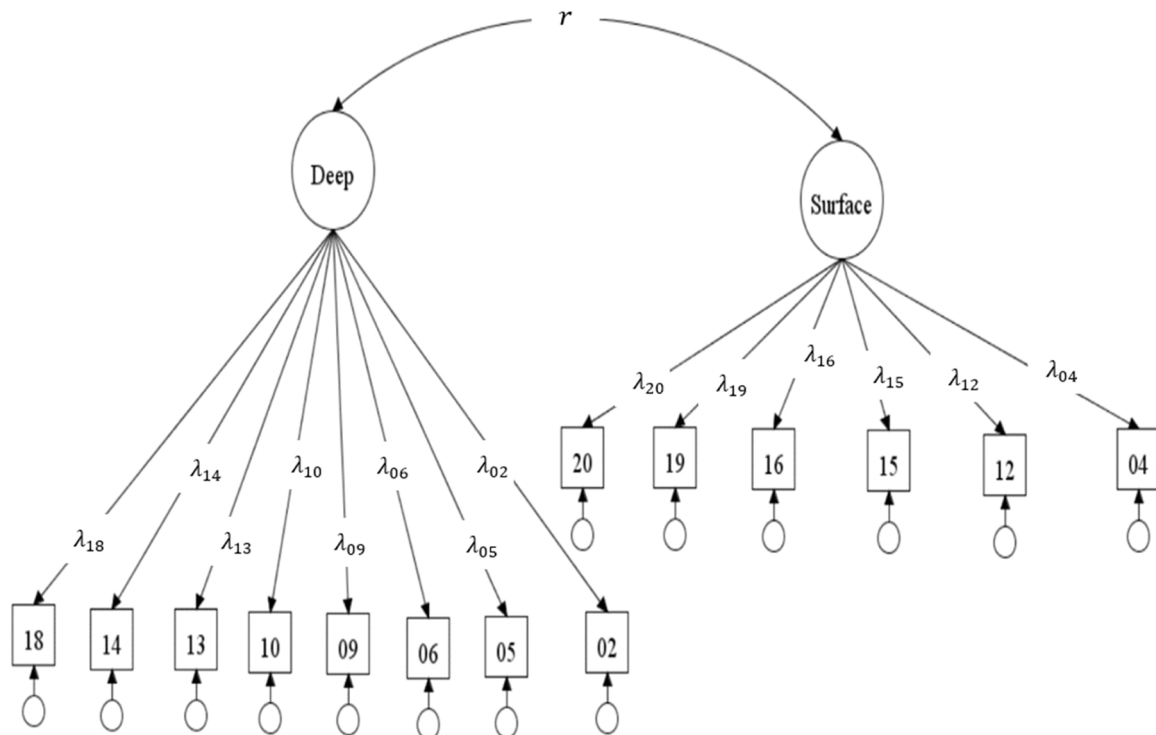 r
Deep
Surface
λ₂₀ λ₁₉ λ₁₆ λ₁₅ λ₁₂ λ₀₄
20 19 16 15 12 04
λ₁₈ λ₁₄ λ₁₃ λ₁₀ λ₀₉ λ₀₆ λ₀₅ λ₀₂
18 14 13 10 09 06 05 02